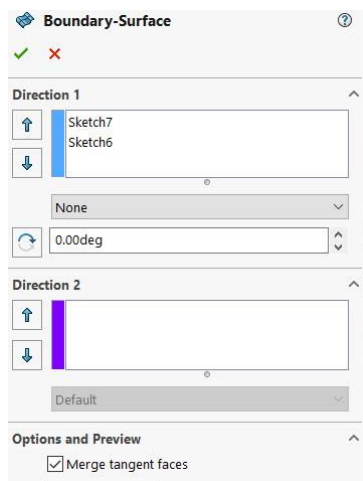 Boundary-Surface
Direction 1
Sketch7
Sketch6
None
0.00deg
Direction 2
Default
Options and Preview
Merge tangent faces